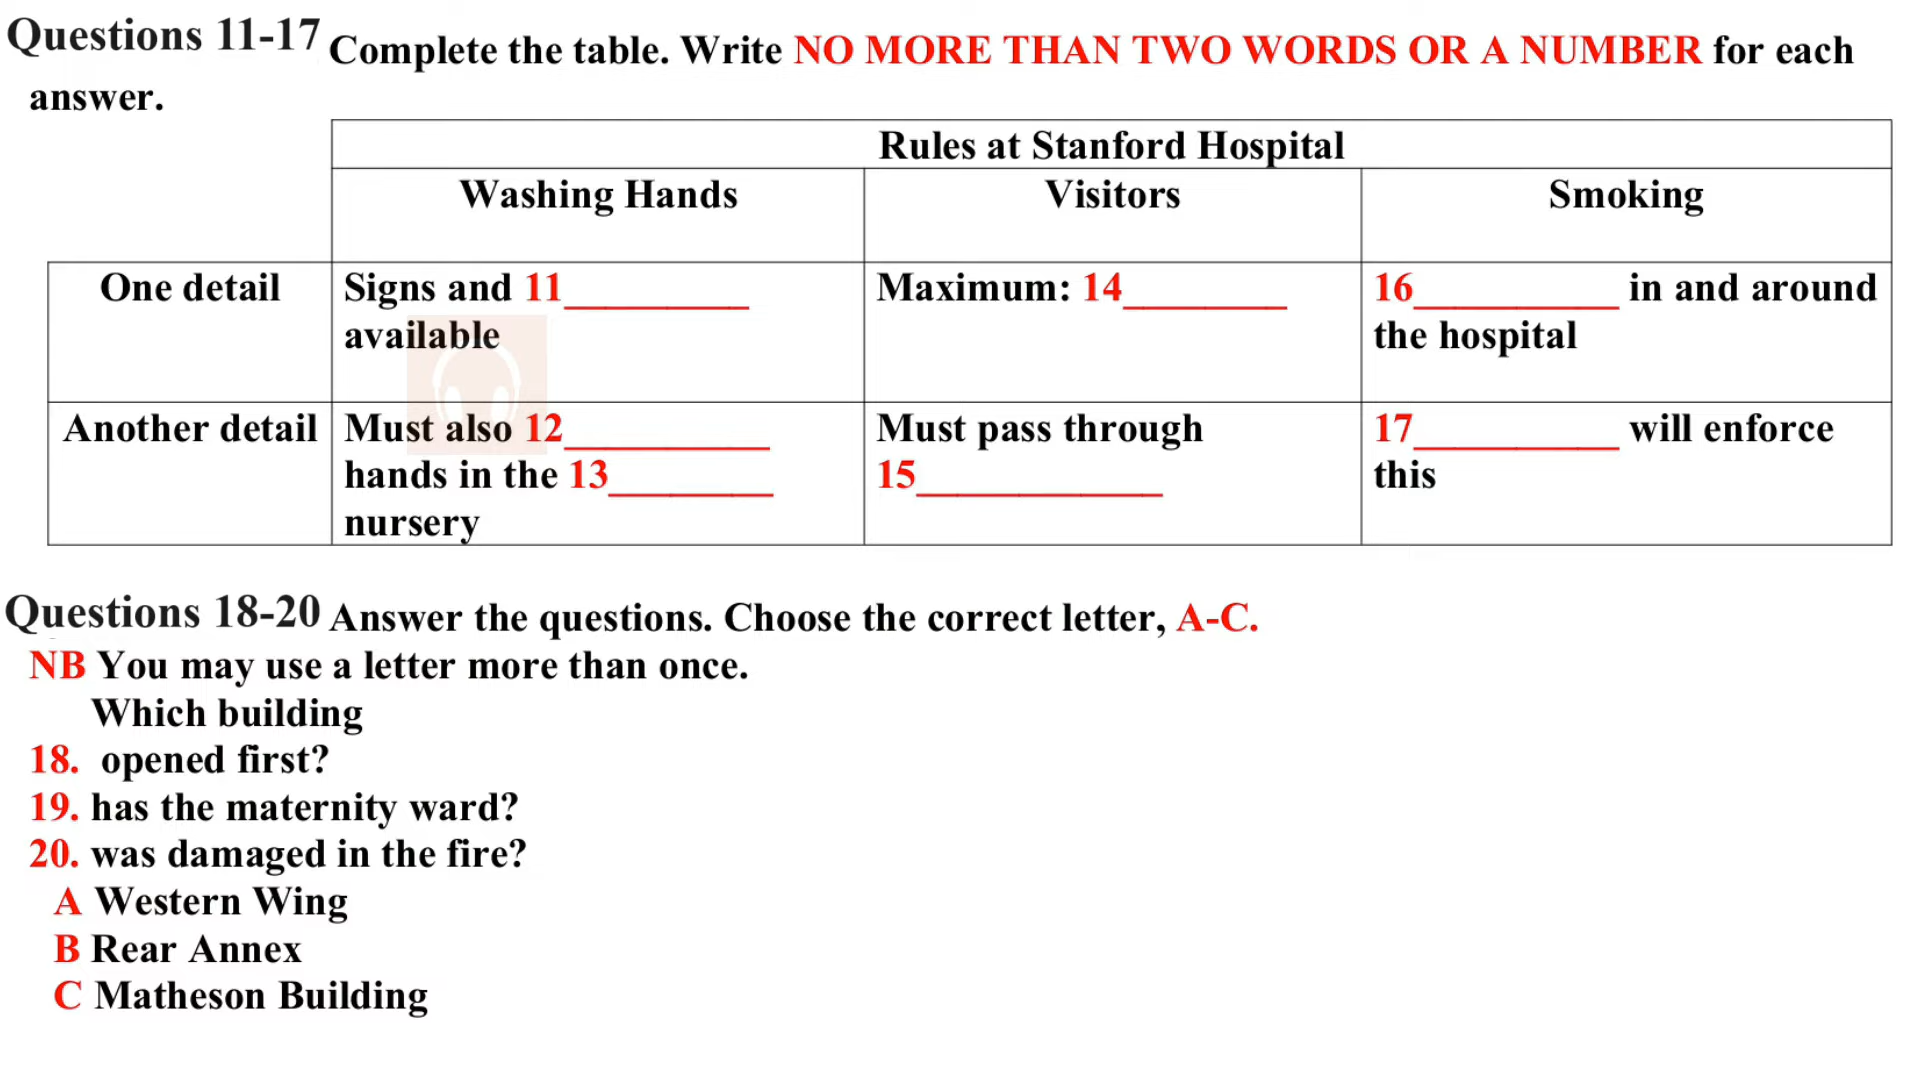 Questions 11-17 Complete the table. Write NO MORE THAN TWO WORDS OR A NUMBER for each
answer.
Rules at Stanford Hospital
Washing Hands Visitors Smoking
One detail Signs and 11_________ Maximum: 14________ 16__________ in and around
available the hospital
Another detail Must also 12__________ Must pass through 17__________ will enforce
hands in the 13________ 15____________ this
nursery
Questions 18-20 Answer the questions. Choose the correct letter, A-C.
NB You may use a letter more than once.
Which building
18. opened first?
19. has the maternity ward?
20. was damaged in the fire?
A Western Wing
B Rear Annex
C Matheson Building